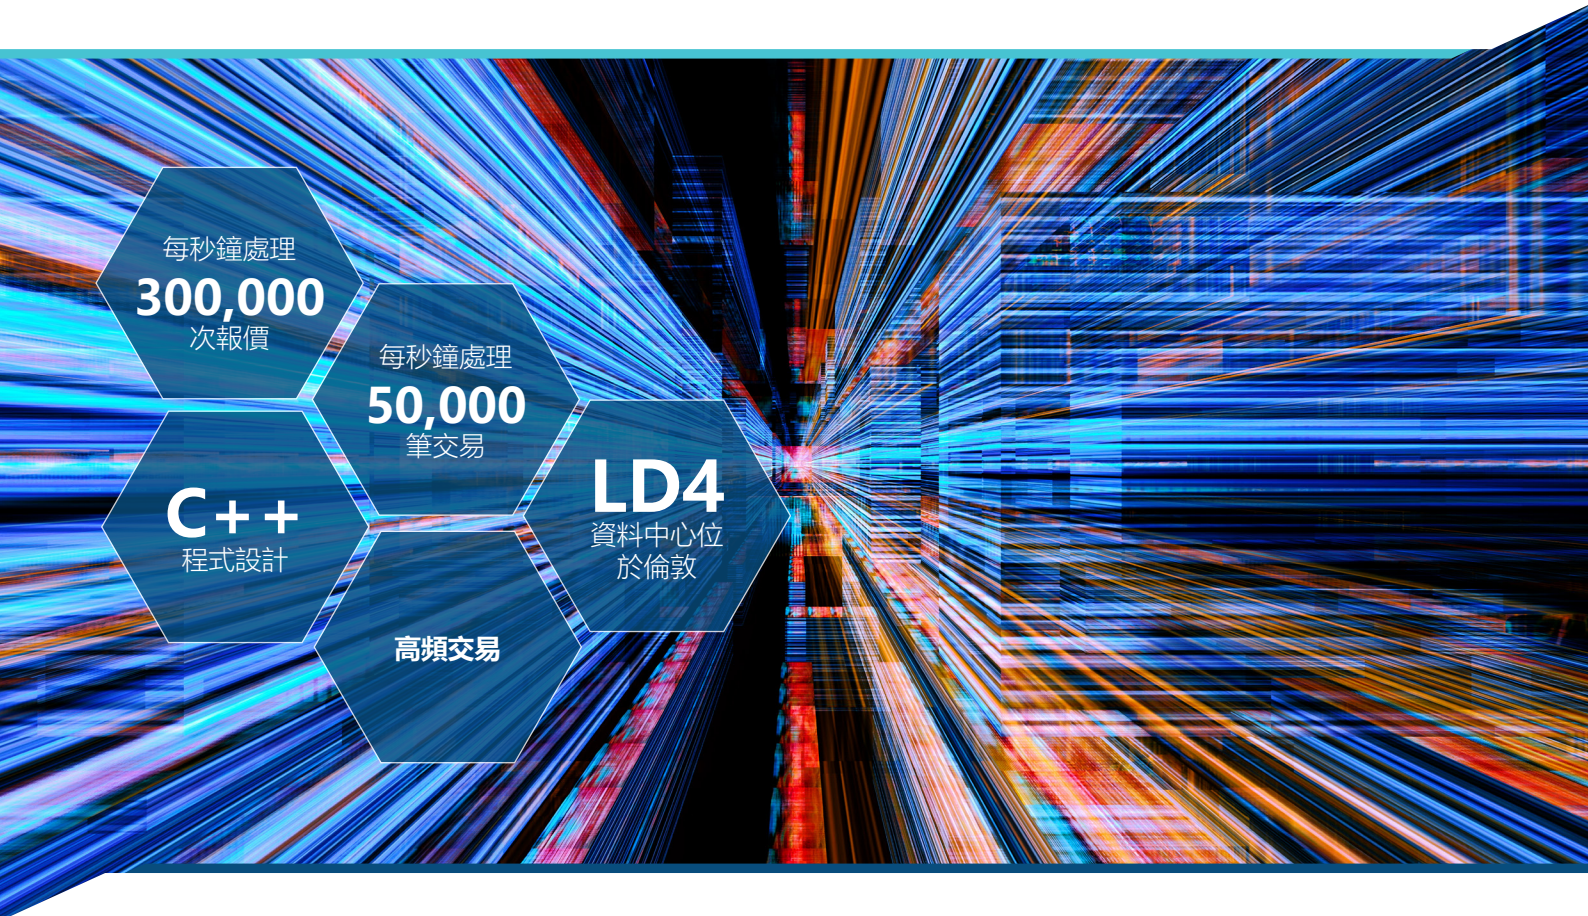 每秒鐘處理
300,000
次報價
每秒鐘處理
50,000
筆交易
C++
程式設計
LD4
資料中心位
於倫敦
高頻交易